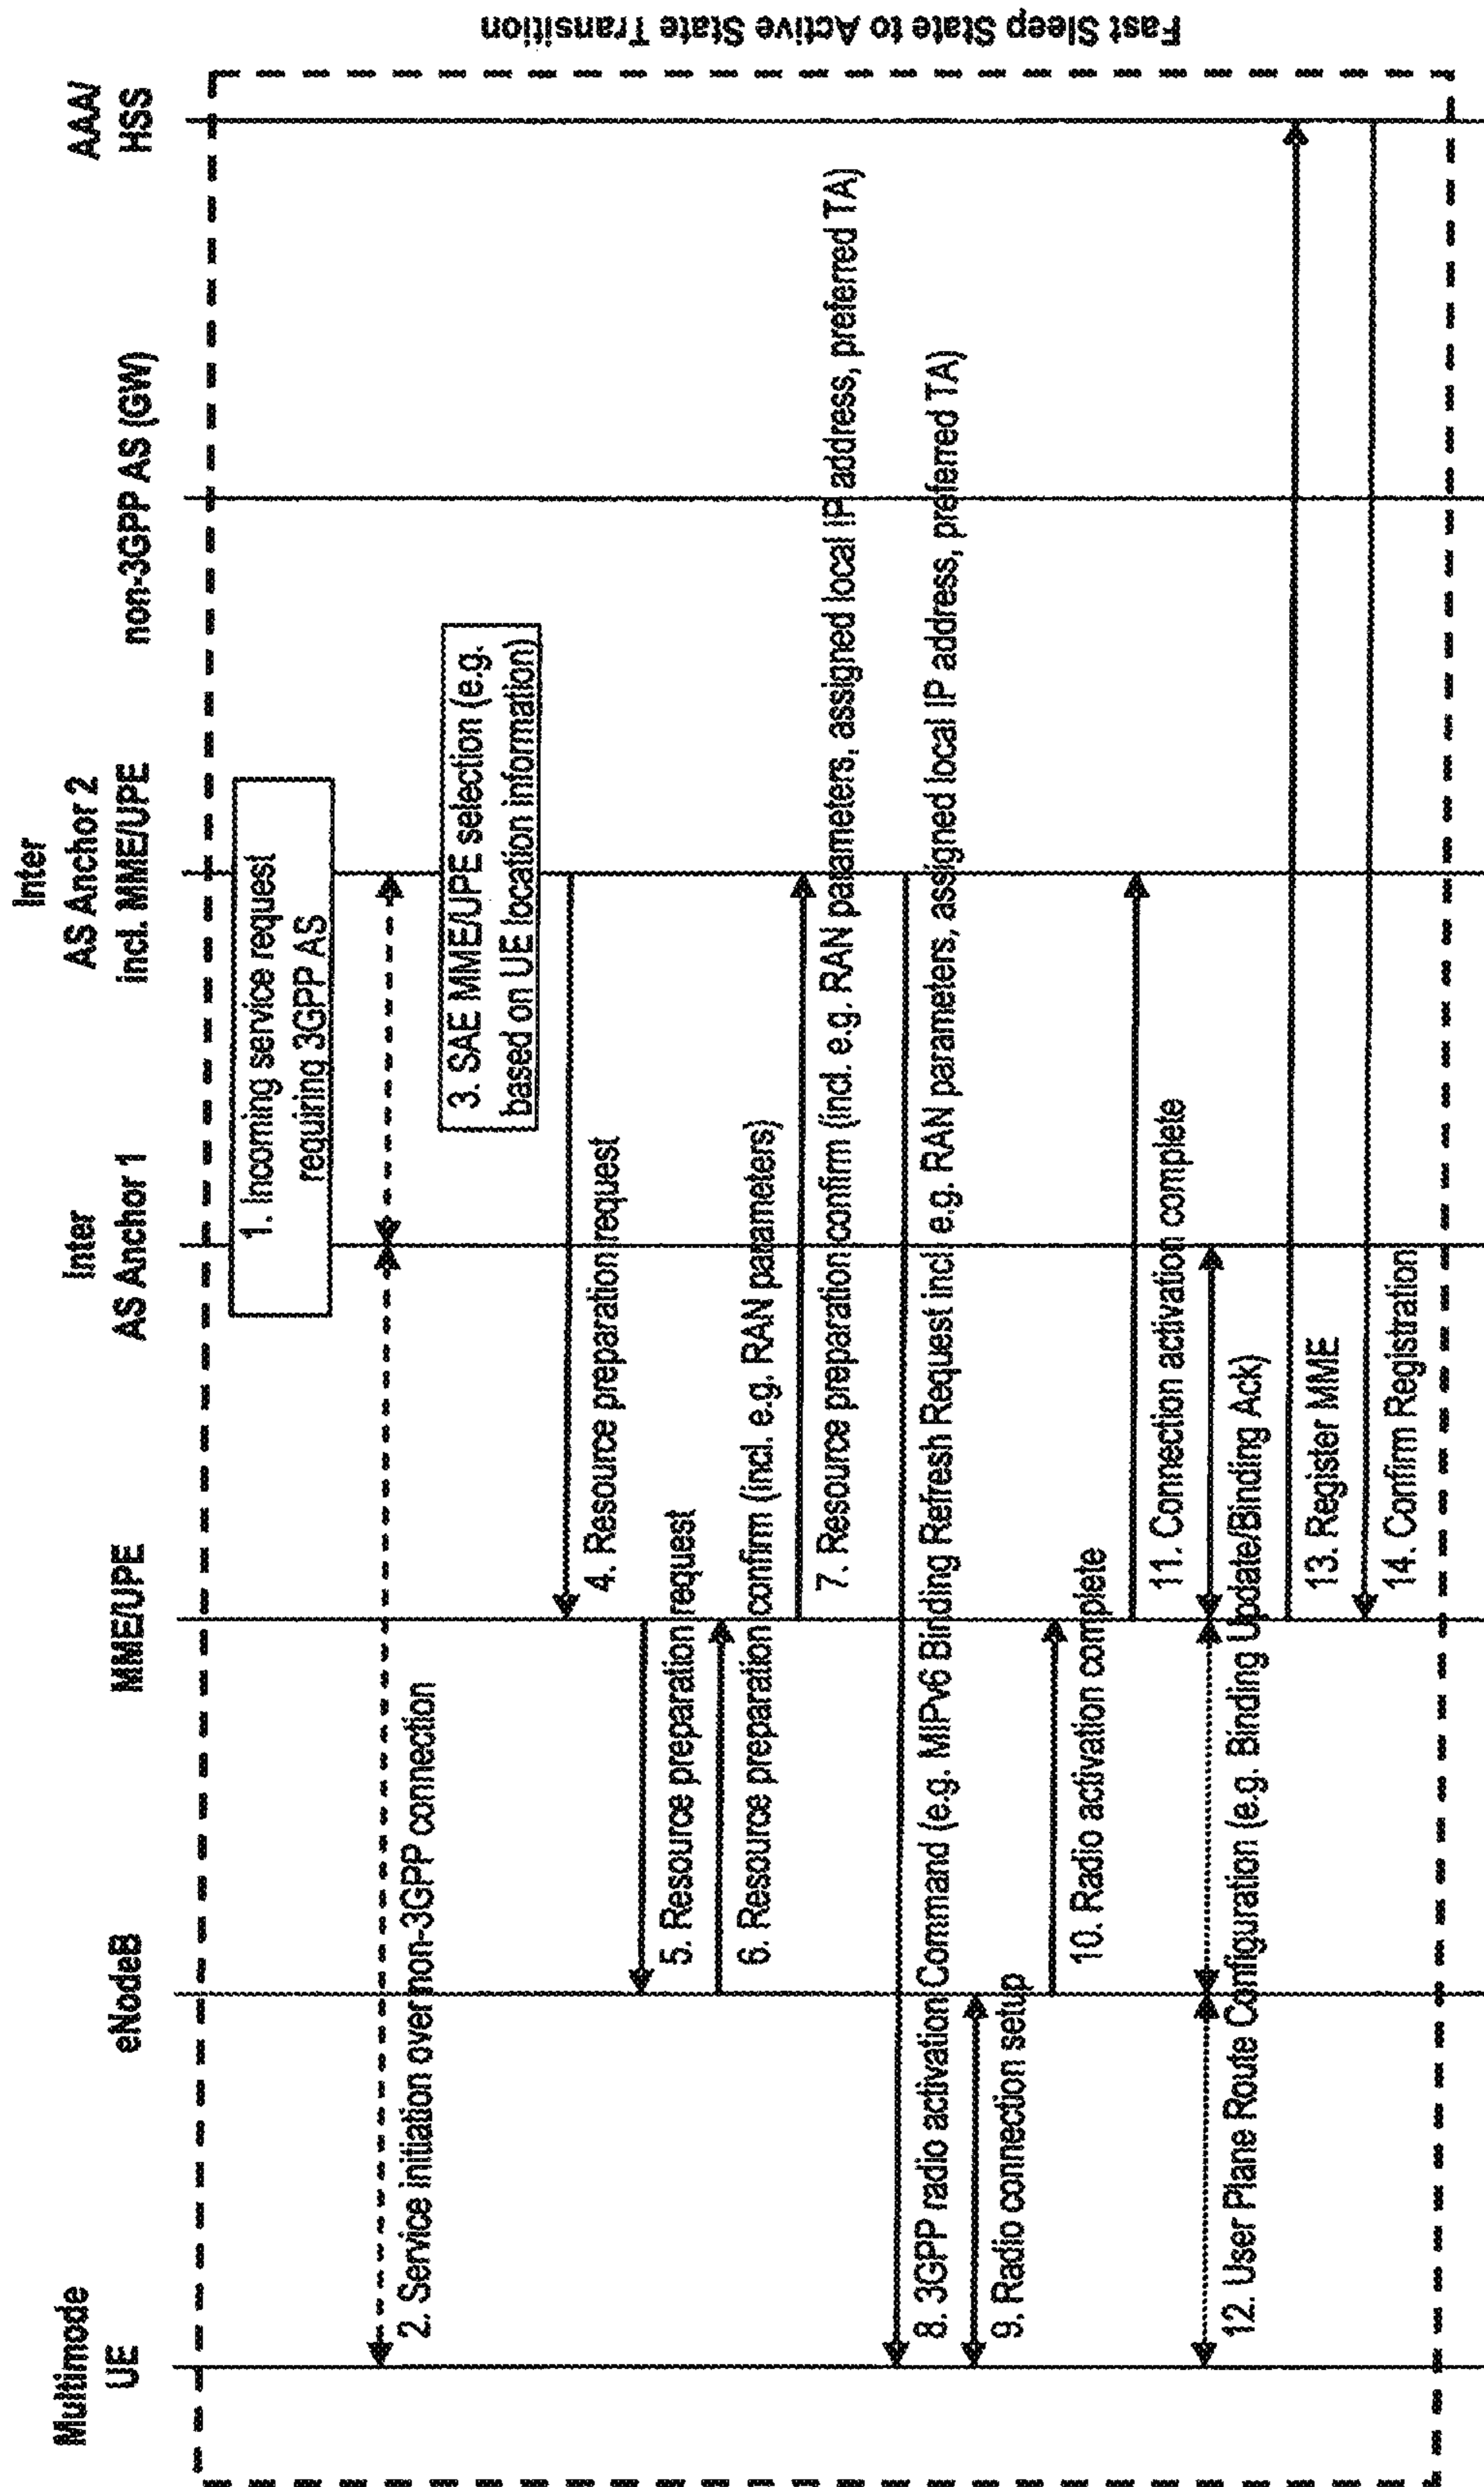 Multimode
UE
eNodeB
MME/UPE
Inter
AS Anchor 1
Inter
AS Anchor 2
incl. MME/UPE
non-3GPP AS (GW)
AAA/
HSS
1. Incoming service request
requiring 3GPP AS
2. Service initiation over non-3GPP connection
3. SAE MME/UPE selection (e.g.
based on UE location information)
4. Resource preparation request
5. Resource preparation request
6. Resource preparation confirm (incl. e.g. RAN parameters)
7. Resource preparation confirm (incl. e.g. RAN parameters, assigned local IP address, preferred TA)
8. 3GPP radio activation Command (e.g. MIPv6 Binding Refresh Request incl. e.g. RAN parameters, assigned local IP address, preferred TA)
9. Radio connection setup
10. Radio activation complete
11. Connection activation complete
12. User Plane Route Configuration (e.g. Binding Update/Binding Ack)
13. Register MME
14. Confirm Registration
Fast Sleep State to Active State Transition